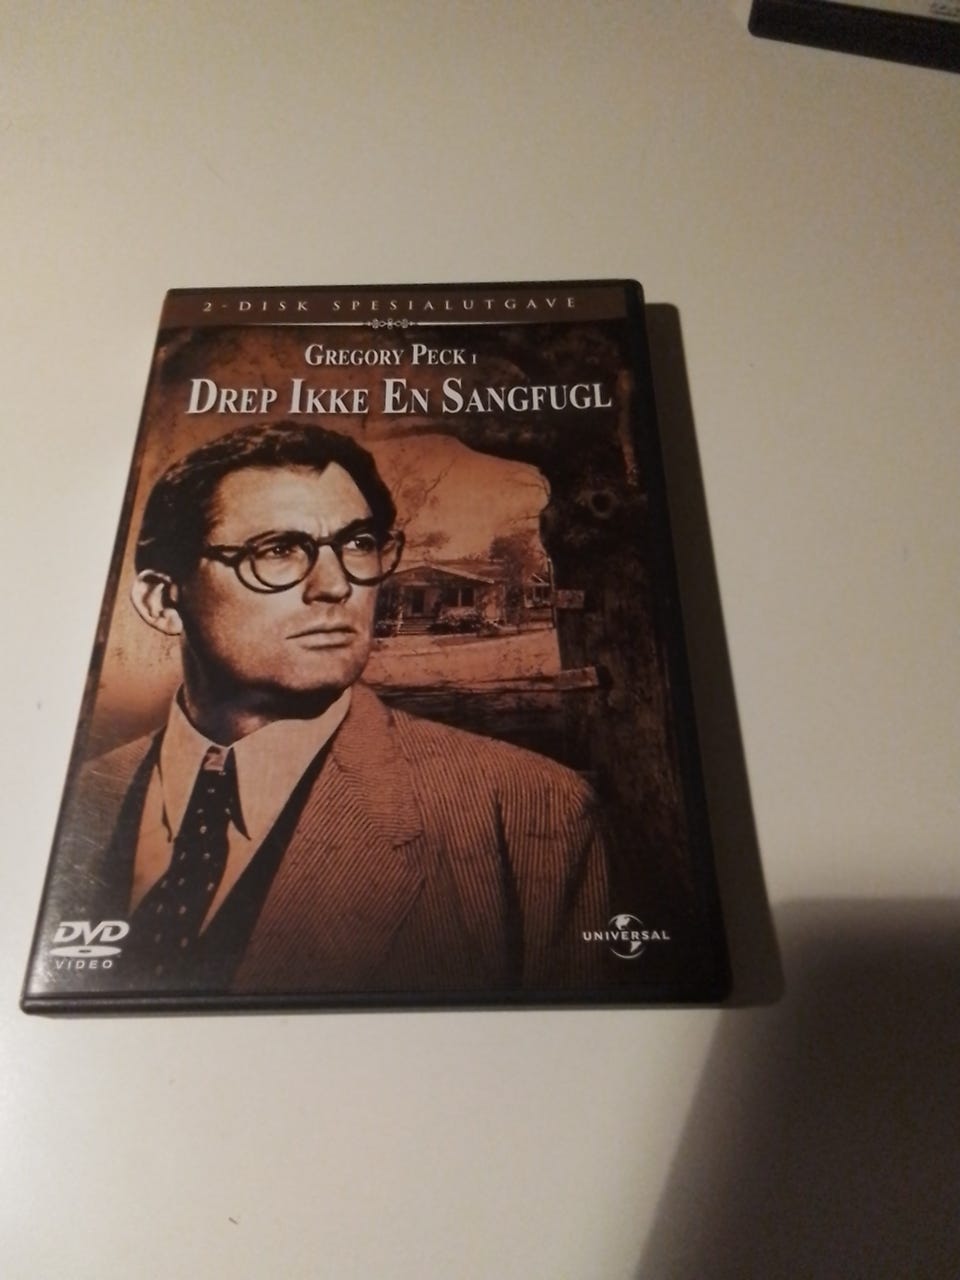 2-DISK SPESIALUTGAVE
GREGORY PECK I
DREP IKKE EN SANGFUGL
DVD
VIDEO
UNIVERSAL